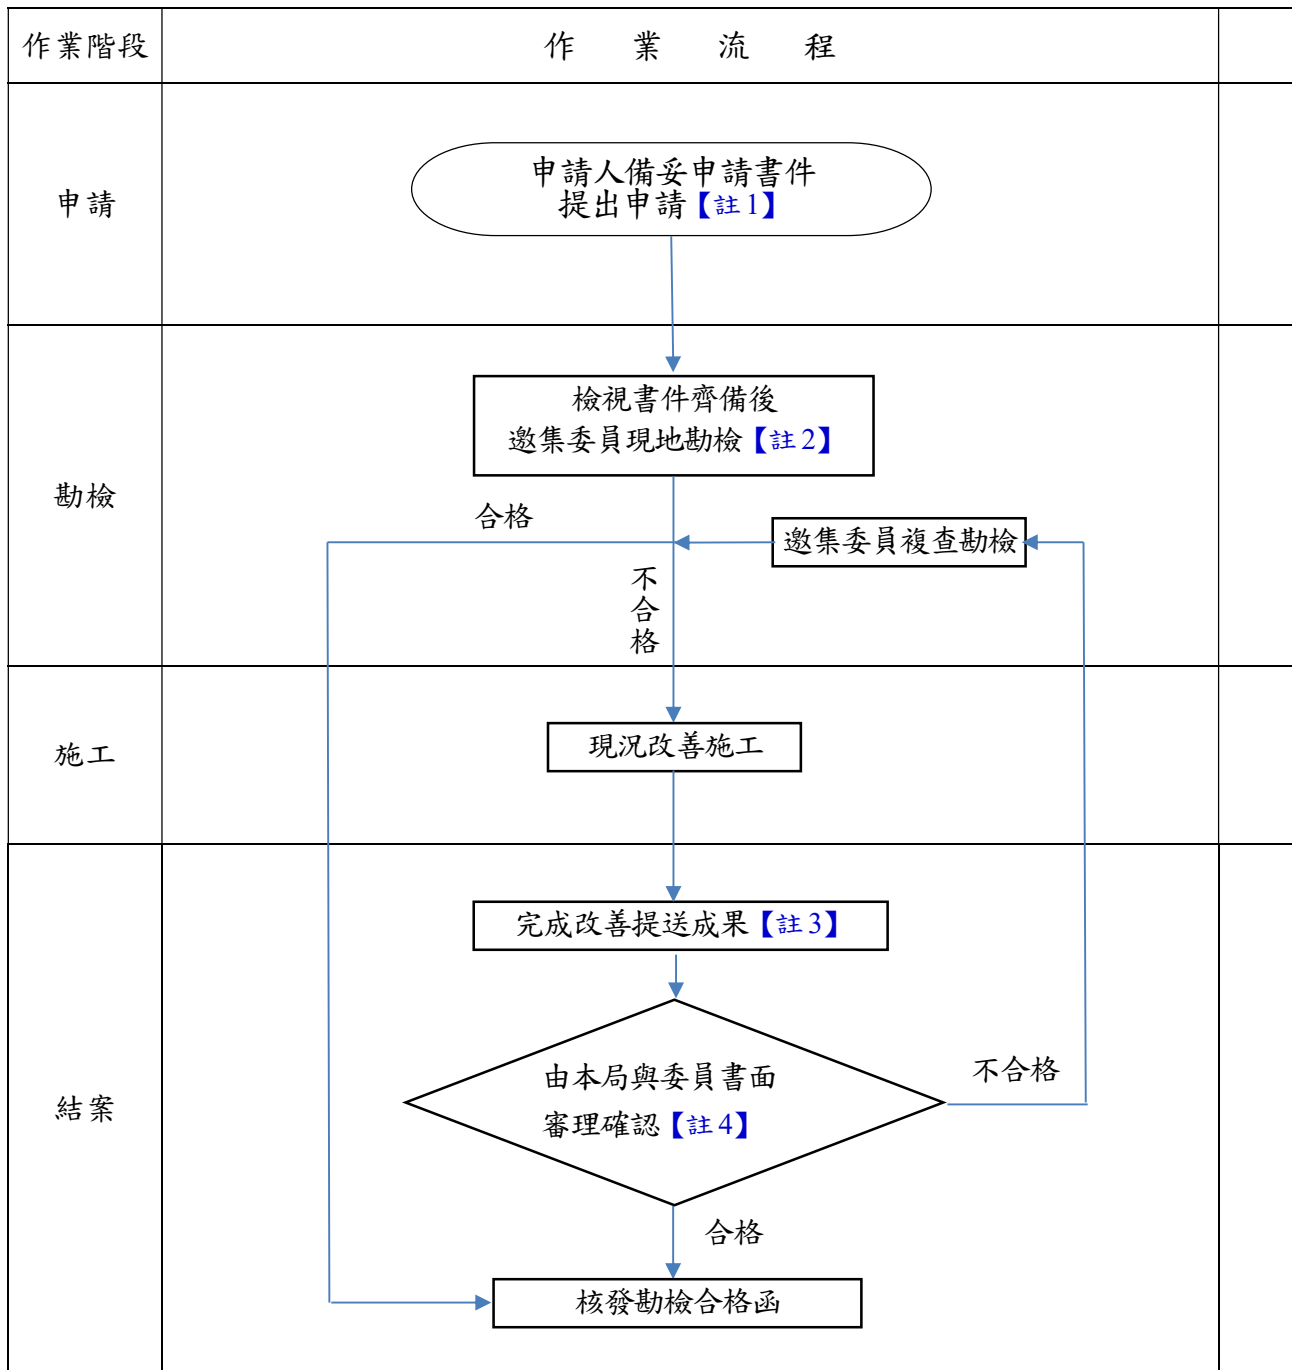 作業階段
作業流程
申請
申請人備妥申請書件
提出申請【註1】
勘檢
檢視書件齊備後
邀集委員現地勘檢【註2】
合格
邀集委員複查勘檢
不合格
施工
現況改善施工
結案
完成改善提送成果【註3】
由本局與委員書面
審理確認【註4】
不合格
合格
核發勘檢合格函